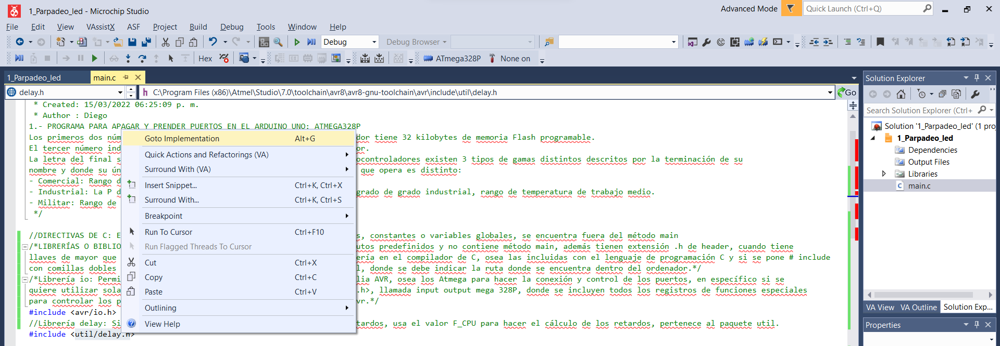 1_Parpadeo_led - Microchip Studio
Advanced Mode
Quick Launch (Ctrl+Q)
File Edit View VAssistX ASF Project Build Debug Tools Window Help
Debug
Debug Browser
Hex
ATmega328P
None on
1_Parpadeo_led
main.c
delay.h
C:\Program Files (x86)\Atmel\Studio\7.0\toolchain\avr8\avr8-gnu-toolchain\avr\include\util\delay.h
Go
* Created: 15/03/2022 06:25:09 p. m.
* Author : Diego
1.- PROGRAMA PARA APAGAR Y PRENDER PUERTOS EN EL ARDUINO UNO: ATMEGA328P
Los primeros dos núm
dor tiene 32 kilobytes de memoria Flash programable.
El tercer número ind
or.
La letra del final s
ocontroladores existen 3 tipos de gamas distintos descritos por la terminación de su
nombre y donde su ún
que opera es distinto:
- Comercial: Rango d
- Industrial: La P d
grado de grado industrial, rango de temperatura de trabajo medio.
- Militar: Rango de
*/
//DIRECTIVAS DE C: E
s, constantes o variables globales, se encuentra fuera del método main
/*LIBRERÍAS O BIBLIO
utos predefinidos y no contiene método main, además tienen extensión .h de header, cuando tiene
llaves de mayor que
ería en el compilador de C, osea las incluidas con el lenguaje de programación C y si se pone # include
con comillas dobles
l, donde se debe indicar la ruta donde se encuentra dentro del ordenador.*/
/*Librería io: Permi
lia AVR, osea los Atmega para hacer la conexión y control de los puertos, en específico si se
quiere utilizar sola
.h>, llamada input output mega 328P, donde se incluyen todos los registros de funciones especiales
para controlar los p
vr.*/
#include <avr/io.h>
//Librería delay: Si
tardos, usa el valor F_CPU para hacer el cálculo de los retardos, pertenece al paquete util.
#include <util/delay.h>
Goto Implementation Alt+G
Quick Actions and Refactorings (VA)
Surround With (VA)
Insert Snippet... Ctrl+K, Ctrl+X
Surround With... Ctrl+K, Ctrl+S
Breakpoint
Run To Cursor Ctrl+F10
Run Flagged Threads To Cursor
Cut Ctrl+X
Copy Ctrl+C
Paste Ctrl+V
Outlining
View Help
Solution Explorer
Search Solution Explorer (Ctrl+
Solution '1_Parpadeo_led' (1 proj
1_Parpadeo_led
Dependencies
Output Files
Libraries
main.c
VA View VA Outline Solution Exp...
Properties